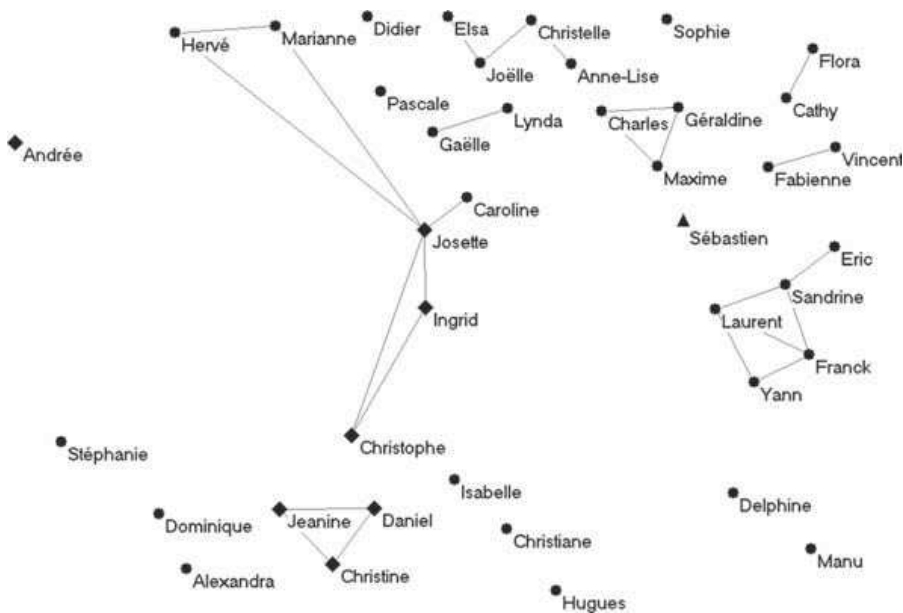 Hervé
Marianne
Didier
Elsa
Christelle
Sophie
Joëlle
Anne-Lise
Flora
Pascale
Lynda
Charles
Géraldine
Cathy
Gaëlle
Andrée
Maxime
Fabienne
Vincent
Caroline
Josette
Sébastien
Eric
Sandrine
Ingrid
Laurent
Franck
Yann
Christophe
Stéphanie
Isabelle
Delphine
Dominique
Jeanine
Daniel
Christiane
Manu
Alexandra
Christine
Hugues